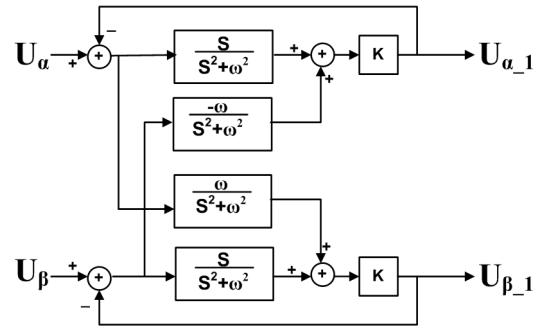 −
Uα + + S + + K Uα_1
S²+ω² +
-ω
S²+ω²
ω
S²+ω²
+
Uβ + + S + + K Uβ_1
− S²+ω²